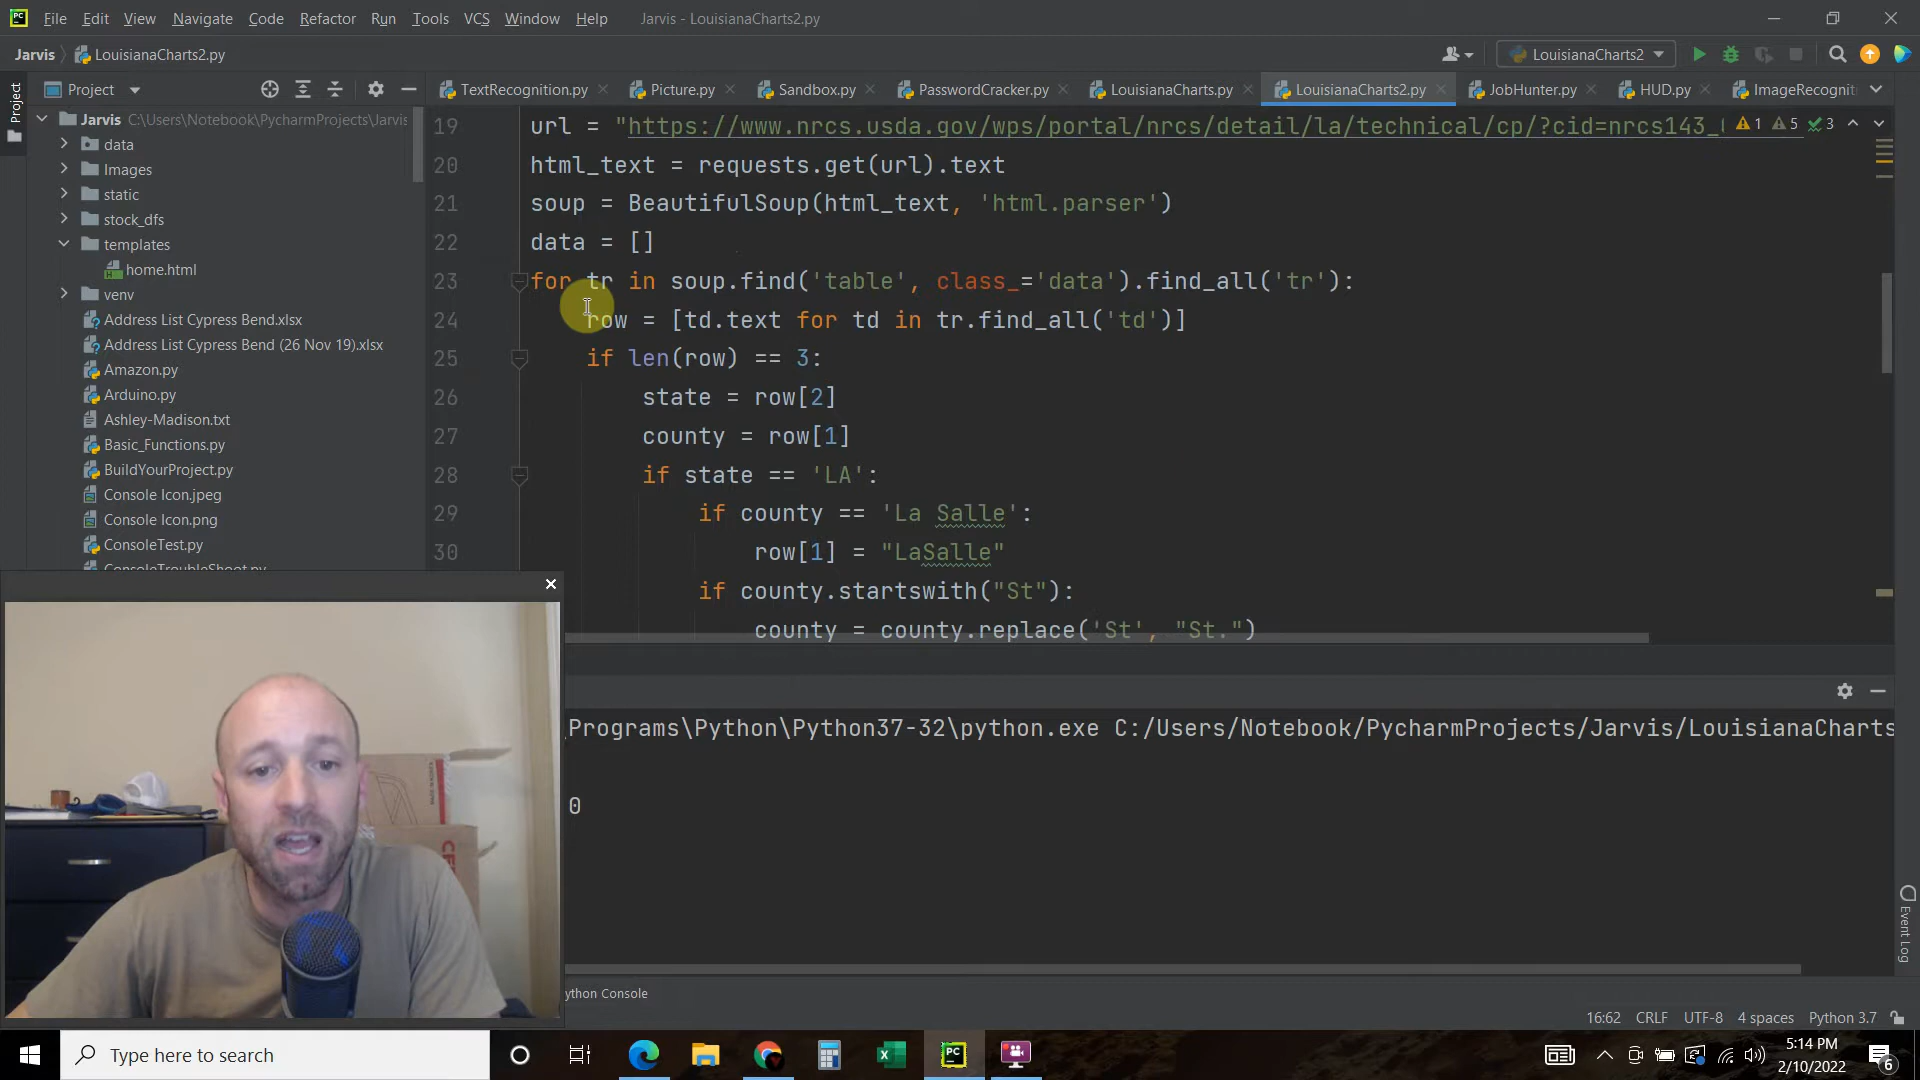 PC File Edit View Navigate Code Refactor Run Tools VCS Window Help Jarvis - LouisianaCharts2.py
Jarvis LouisianaCharts2.py LouisianaCharts2
Project TextRecognition.py Picture.py Sandbox.py PasswordCracker.py LouisianaCharts.py LouisianaCharts2.py JobHunter.py HUD.py ImageRecognit
Project
Jarvis C:\Users\Notebook\PycharmProjects\Jarvis
data
Images
static
stock_dfs
templates
home.html
venv
Address List Cypress Bend.xlsx
Address List Cypress Bend (26 Nov 19).xlsx
Amazon.py
Arduino.py
Ashley-Madison.txt
Basic_Functions.py
BuildYourProject.py
Console Icon.jpeg
Console Icon.png
ConsoleTest.py
ConsoleTroubleShoot.py
19 url = "https://www.nrcs.usda.gov/wps/portal/nrcs/detail/la/technical/cp/?cid=nrcs143_ 1 5 3
20 html_text = requests.get(url).text
21 soup = BeautifulSoup(html_text, 'html.parser')
22 data = []
23 for tr in soup.find('table', class_='data').find_all('tr'):
24 row = [td.text for td in tr.find_all('td')]
25 if len(row) == 3:
26 state = row[2]
27 county = row[1]
28 if state == 'LA':
29 if county == 'La Salle':
30 row[1] = "LaSalle"
if county.startswith("St"):
county = county.replace('St', "St.")
Programs\Python\Python37-32\python.exe C:/Users/Notebook/PycharmProjects/Jarvis/LouisianaCharts
0
Event Log
ython Console
16:62 CRLF UTF-8 4 spaces Python 3.7
Type here to search
PC
5:14 PM
2/10/2022
6